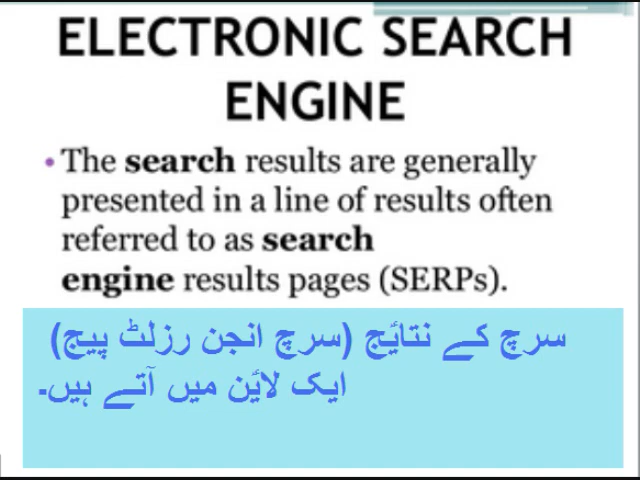 ELECTRONIC SEARCH
ENGINE
• The search results are generally
presented in a line of results often
referred to as search
engine results pages (SERPs).
سرچ کے نتائج (سرچ انجن رزلٹ پیج)
ایک لائن میں آتے ہیں۔